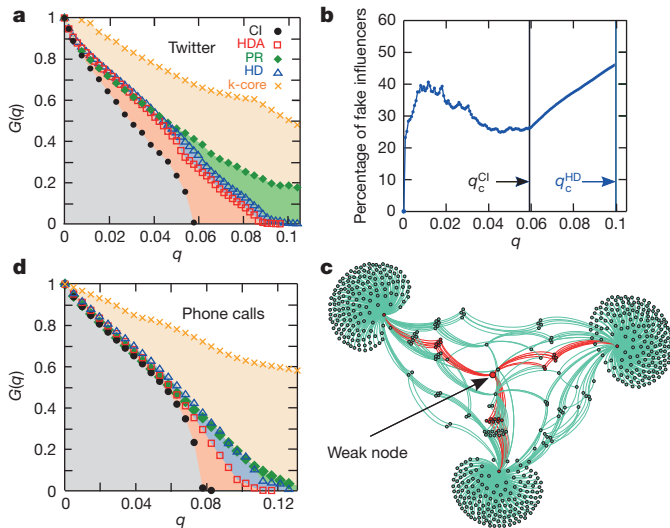 a
Twitter
CI
HDA
PR
HD
k-core
G(q)
1
0.8
0.6
0.4
0.2
0
0 0.02 0.04 0.06 0.08 0.1
q
b
Percentage of fake influencers
60
50
40
30
20
10
0
q_c^CI
q_c^HD
0 0.02 0.04 0.06 0.08 0.1
q
d
Phone calls
G(q)
1
0.8
0.6
0.4
0.2
0
0 0.04 0.08 0.12
q
c
Weak node